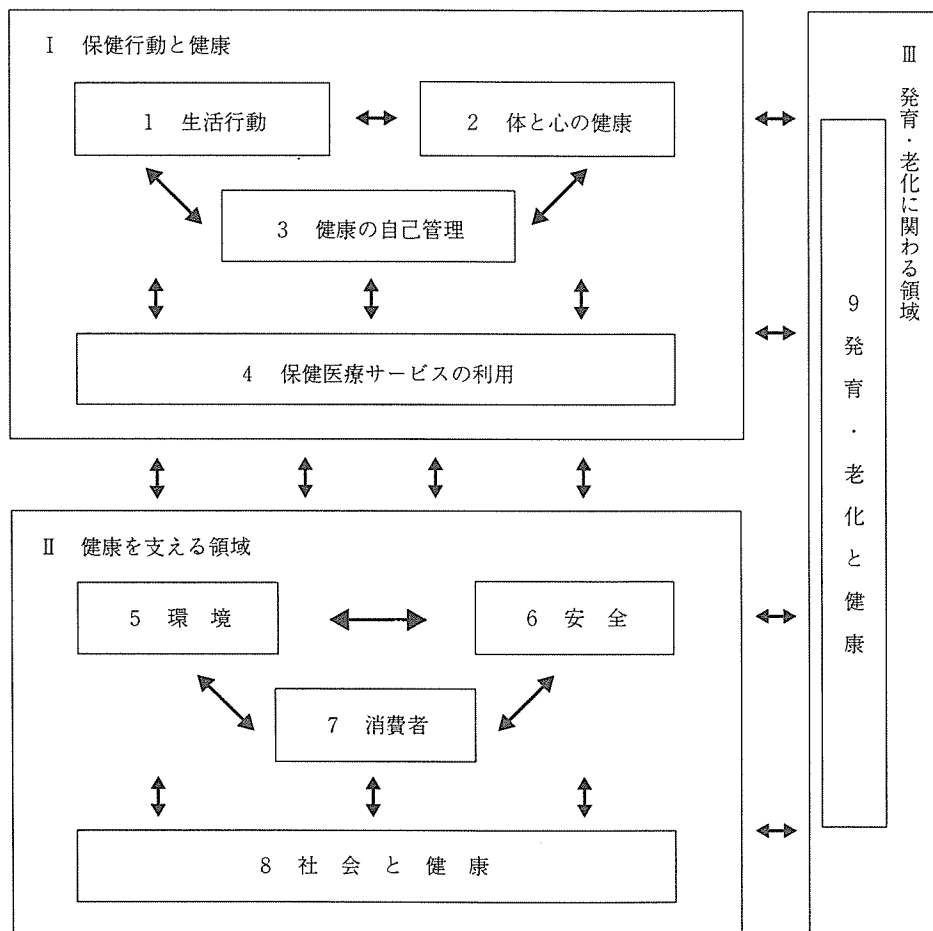 Ⅰ 保健行動と健康
1 生活行動
2 体と心の健康
3 健康の自己管理
4 保健医療サービスの利用
Ⅱ 健康を支える領域
5 環 境
6 安 全
7 消費者
8 社 会 と 健 康
Ⅲ 発育・老化に関わる領域
9 発 育 ・ 老 化 と 健 康